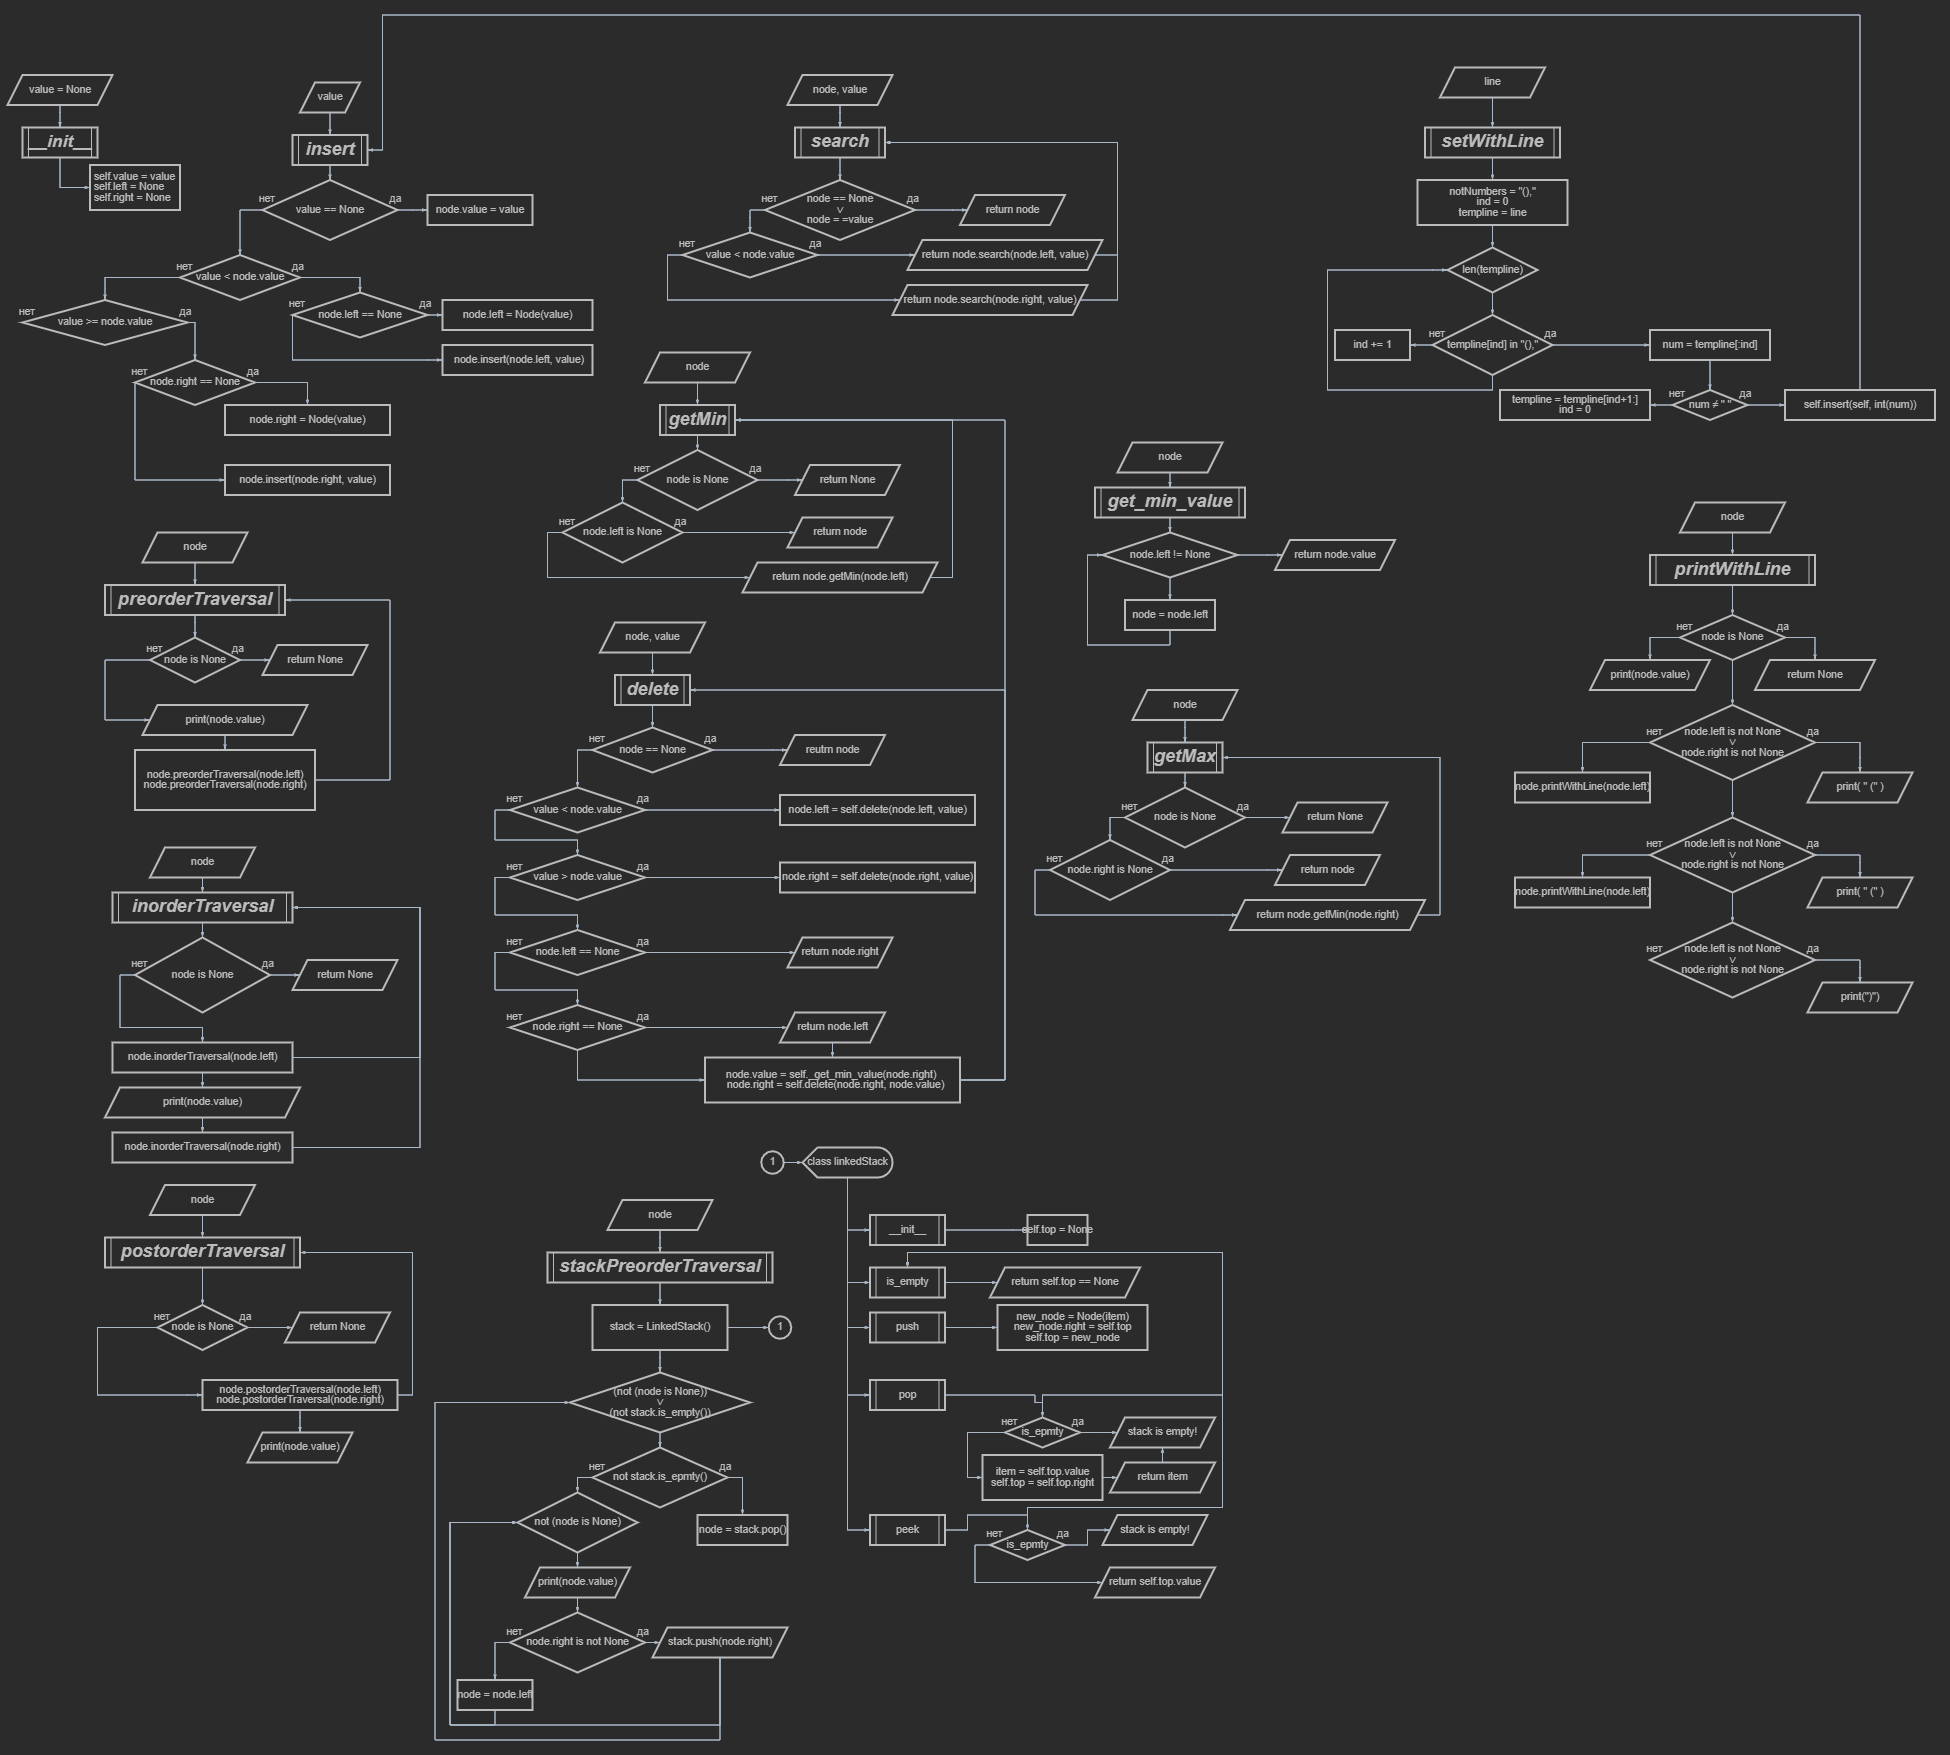 value = None
__init__
self.value = value
self.left = None
self.right = None
value
insert
value == None
нет
да
node.value = value
value < node.value
нет
да
value >= node.value
нет
да
node.left == None
нет
да
node.left = Node(value)
node.insert(node.left, value)
node.right == None
нет
да
node.right = Node(value)
node.insert(node.right, value)
node, value
search
node == None
v
node = =value
нет
да
return node
value < node.value
нет
да
return node.search(node.left, value)
return node.search(node.right, value)
line
setWithLine
notNumbers = "(),"
ind = 0
templine = line
len(templine)
templine[ind] in "(),"
нет
да
ind += 1
num = templine[:ind]
num ≠ " "
нет
да
templine = templine[ind+1:]
ind = 0
self.insert(self, int(num))
node
getMin
node is None
нет
да
return None
node.left is None
нет
да
return node
return node.getMin(node.left)
node
get_min_value
node.left != None
return node.value
node = node.left
node
printWithLine
node is None
нет
да
print(node.value)
return None
node.left is not None
v
node.right is not None
нет
да
node.printWithLine(node.left)
print( " (" )
node.left is not None
v
node.right is not None
нет
да
node.printWithLine(node.left)
print( " (" )
node.left is not None
v
node.right is not None
нет
да
print(")")
node
preorderTraversal
node is None
нет
да
return None
print(node.value)
node.preorderTraversal(node.left)
node.preorderTraversal(node.right)
node, value
delete
node == None
нет
да
reutrn node
value < node.value
нет
да
node.left = self.delete(node.left, value)
value > node.value
нет
да
node.right = self.delete(node.right, value)
node.left == None
нет
да
return node.right
node.right == None
нет
да
return node.left
node.value = self._get_min_value(node.right)
node.right = self.delete(node.right, node.value)
node
getMax
node is None
нет
да
return None
node.right is None
нет
да
return node
return node.getMin(node.right)
node
inorderTraversal
node is None
нет
да
return None
node.inorderTraversal(node.left)
print(node.value)
node.inorderTraversal(node.right)
node
postorderTraversal
node is None
нет
да
return None
node.postorderTraversal(node.left)
node.postorderTraversal(node.right)
print(node.value)
node
stackPreorderTraversal
stack = LinkedStack()
1
(not (node is None))
v
(not stack.is_empty())
not stack.is_epmty()
нет
да
node = stack.pop()
not (node is None)
print(node.value)
node.right is not None
нет
да
stack.push(node.right)
node = node.left
1
class linkedStack
__init__
self.top = None
is_empty
return self.top == None
push
new_node = Node(item)
new_node.right = self.top
self.top = new_node
pop
is_epmty
нет
да
stack is empty!
item = self.top.value
self.top = self.top.right
return item
peek
is_epmty
нет
да
stack is empty!
return self.top.value